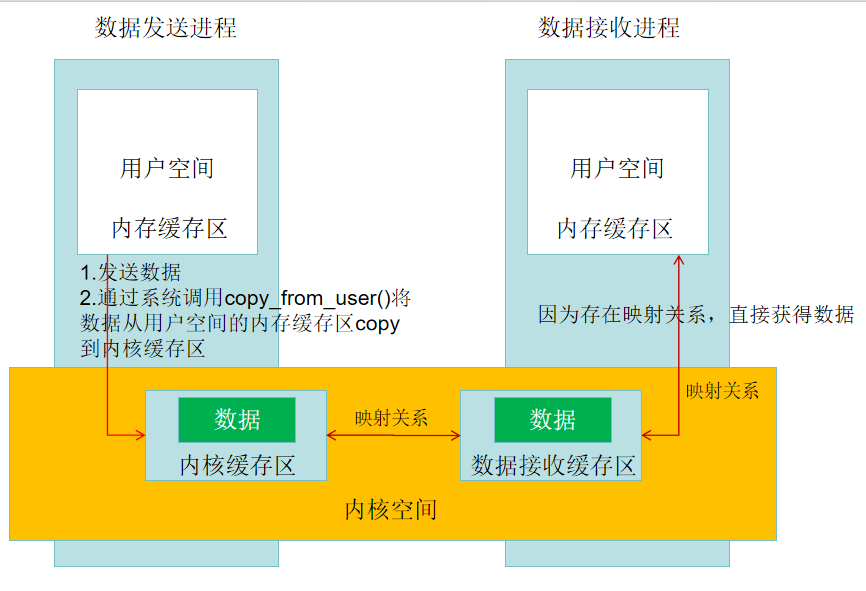 数据发送进程
数据接收进程
用户空间
内存缓存区
用户空间
内存缓存区
1.发送数据
2.通过系统调用copy_from_user()将
数据从用户空间的内存缓存区copy
到内核缓存区
因为存在映射关系，直接获得数据
映射关系
数据
内核缓存区
映射关系
数据
数据接收缓存区
内核空间